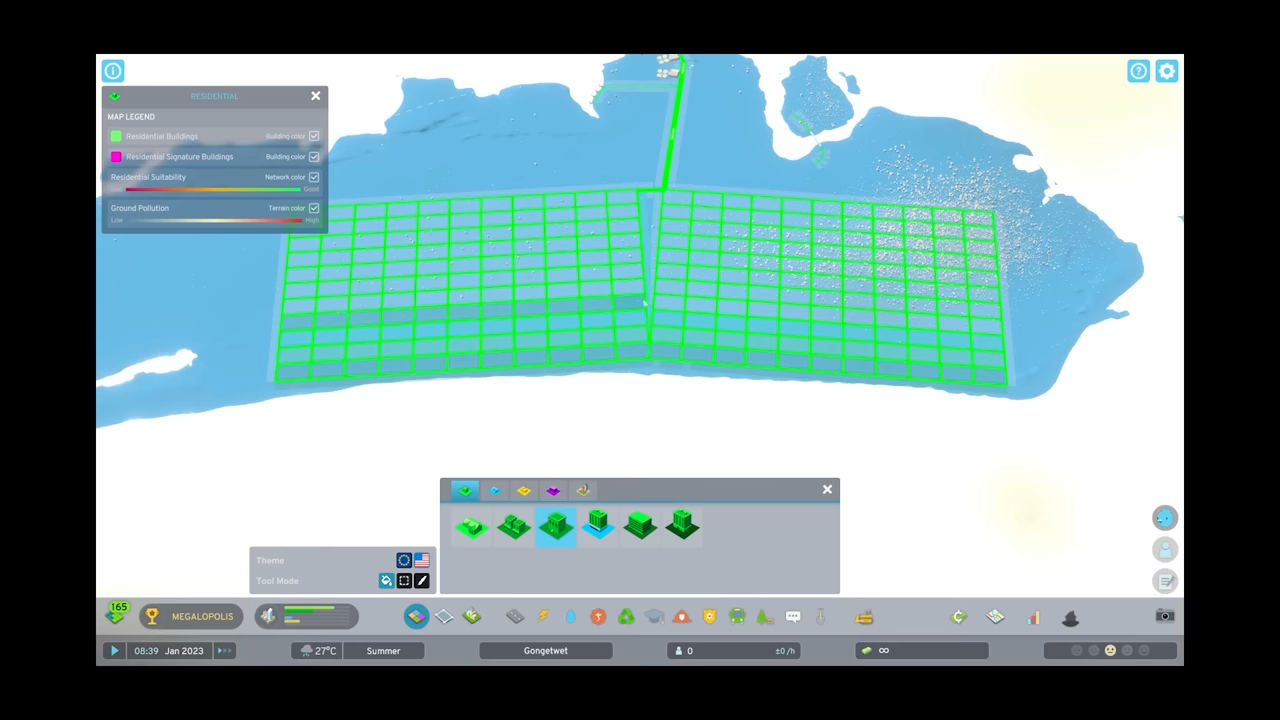 RESIDENTIAL
MAP LEGEND
Residential Buildings Building color
Residential Signature Buildings Building color
Residential Suitability Network color
Good
Ground Pollution Terrain color
Low High
Theme
Tool Mode
165
MEGALOPOLIS
08:39 Jan 2023
27°C
Summer
Gongetwet
0
±0 /h
∞